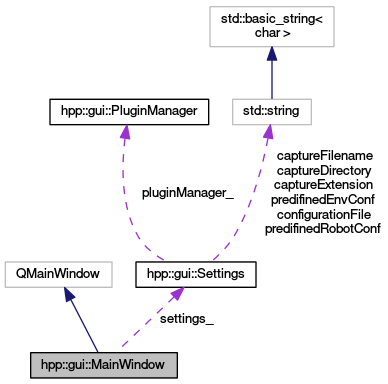 std::basic_string<
char >
hpp::gui::PluginManager
std::string
captureFilename
captureDirectory
captureExtension
predifinedEnvConf
configurationFile
predifinedRobotConf
pluginManager_
QMainWindow
hpp::gui::Settings
settings_
hpp::gui::MainWindow